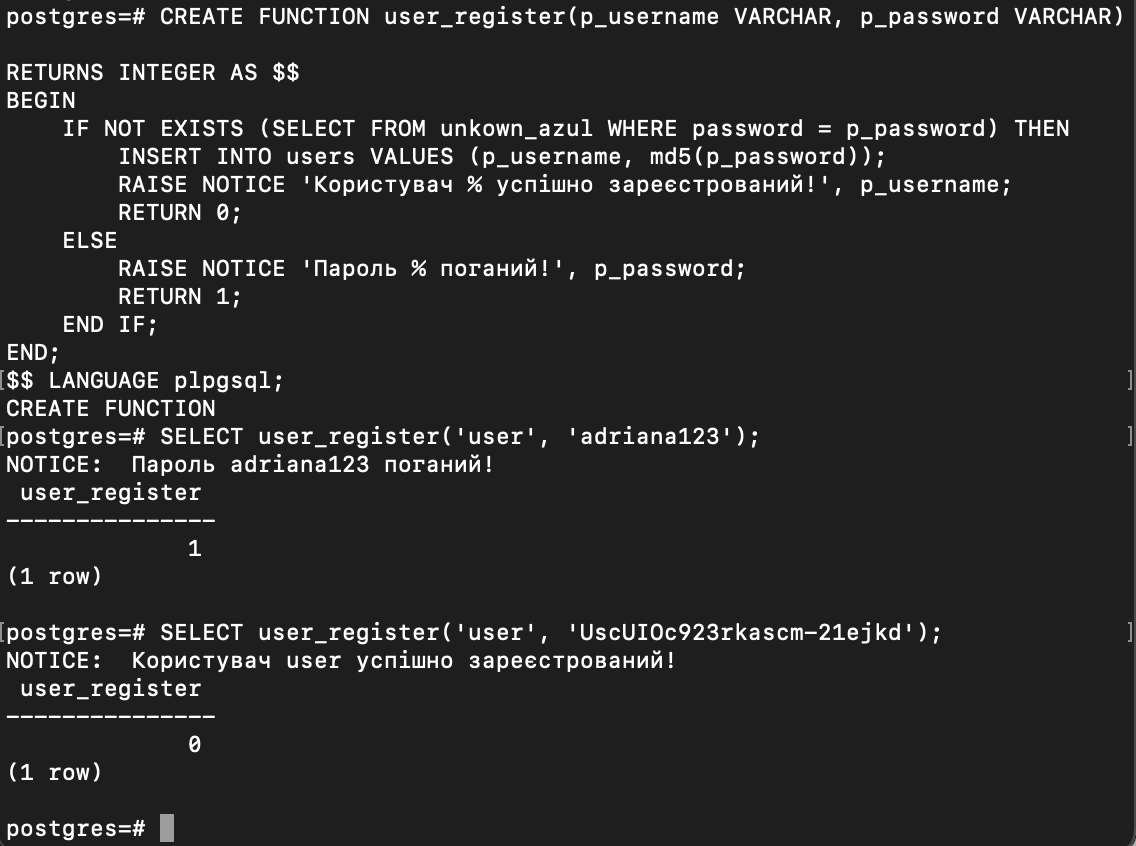 postgres=# CREATE FUNCTION user_register(p_username VARCHAR, p_password VARCHAR)
RETURNS INTEGER AS $$
BEGIN
    IF NOT EXISTS (SELECT FROM unkown_azul WHERE password = p_password) THEN
        INSERT INTO users VALUES (p_username, md5(p_password));
        RAISE NOTICE 'Користувач % успішно зареєстрований!', p_username;
        RETURN 0;
    ELSE
        RAISE NOTICE 'Пароль % поганий!', p_password;
        RETURN 1;
    END IF;
END;
[$$ LANGUAGE plpgsql; ]
CREATE FUNCTION
[postgres=# SELECT user_register('user', 'adriana123'); ]
NOTICE:  Пароль adriana123 поганий!
 user_register
---------------
             1
(1 row)
[postgres=# SELECT user_register('user', 'UscUIOc923rkascm-21ejkd'); ]
NOTICE:  Користувач user успішно зареєстрований!
 user_register
---------------
             0
(1 row)
postgres=#